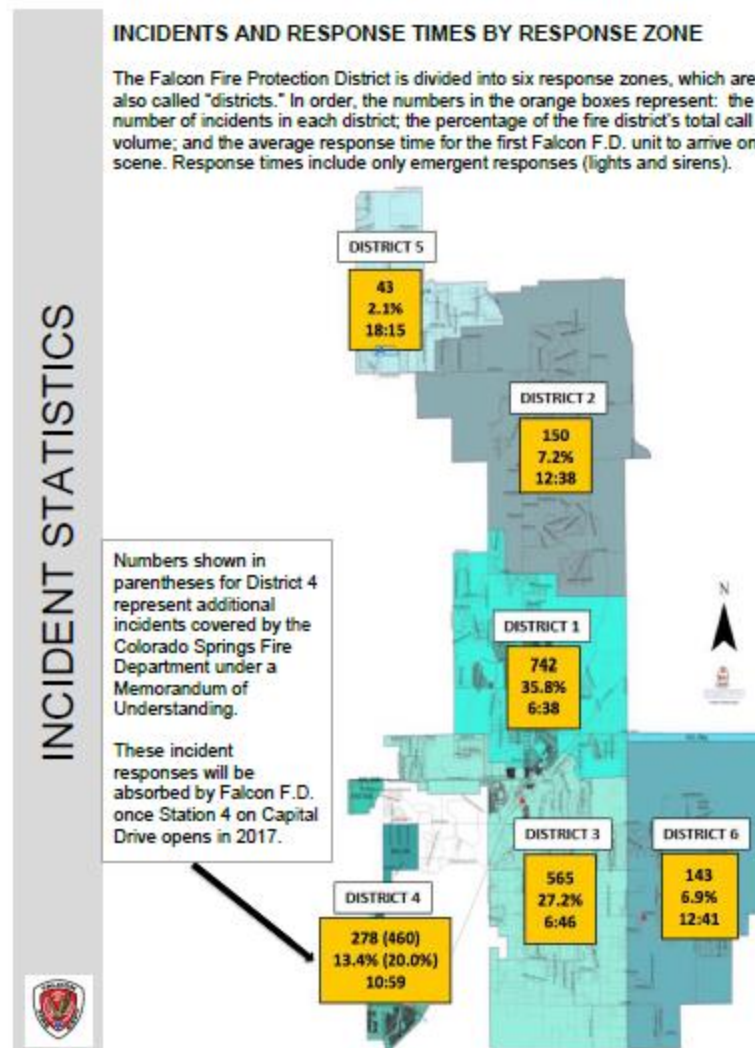 INCIDENTS AND RESPONSE TIMES BY RESPONSE ZONE
The Falcon Fire Protection District is divided into six response zones, which are
also called "districts." In order, the numbers in the orange boxes represent: the
number of incidents in each district; the percentage of the fire district's total call
volume; and the average response time for the first Falcon F.D. unit to arrive on
scene. Response times include only emergent responses (lights and sirens).
INCIDENT STATISTICS
DISTRICT 5
43
2.1%
18:15
DISTRICT 2
150
7.2%
12:38
Numbers shown in
parentheses for District 4
represent additional
incidents covered by the
Colorado Springs Fire
Department under a
Memorandum of
Understanding.
These incident
responses will be
absorbed by Falcon F.D.
once Station 4 on Capital
Drive opens in 2017.
N
DISTRICT 1
742
35.8%
6:38
DISTRICT 3
565
27.2%
6:46
DISTRICT 6
143
6.9%
12:41
DISTRICT 4
278 (460)
13.4% (20.0%)
10:59
FALCON